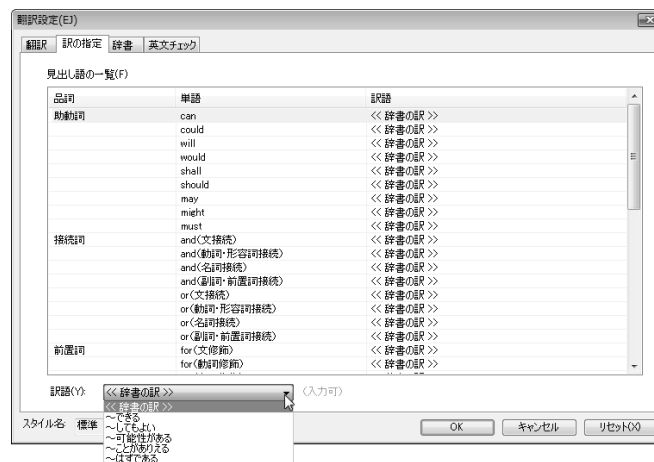 翻訳設定(EJ)
翻訳 訳の指定 辞書 英文チェック
見出し語の一覧(F)
品詞 単語 訳語
助動詞 can << 辞書の訳 >>
could << 辞書の訳 >>
will << 辞書の訳 >>
would << 辞書の訳 >>
shall << 辞書の訳 >>
should << 辞書の訳 >>
may << 辞書の訳 >>
might << 辞書の訳 >>
must << 辞書の訳 >>
接続詞 and(文接続) << 辞書の訳 >>
and(動詞・形容詞接続) << 辞書の訳 >>
and(名詞接続) << 辞書の訳 >>
and(副詞・前置詞接続) << 辞書の訳 >>
or(文接続) << 辞書の訳 >>
or(動詞・形容詞接続) << 辞書の訳 >>
or(名詞接続) << 辞書の訳 >>
or(副詞・前置詞接続) << 辞書の訳 >>
前置詞 for(文修飾) << 辞書の訳 >>
for(動詞修飾) << 辞書の訳 >>
訳語(Y): << 辞書の訳 >> (入力可)
<< 辞書の訳 >>
～できる
～してもよい
～可能性がある
～ことがありえる
～はずである
スタイル名: 標準 OK キャンセル リセット(X)